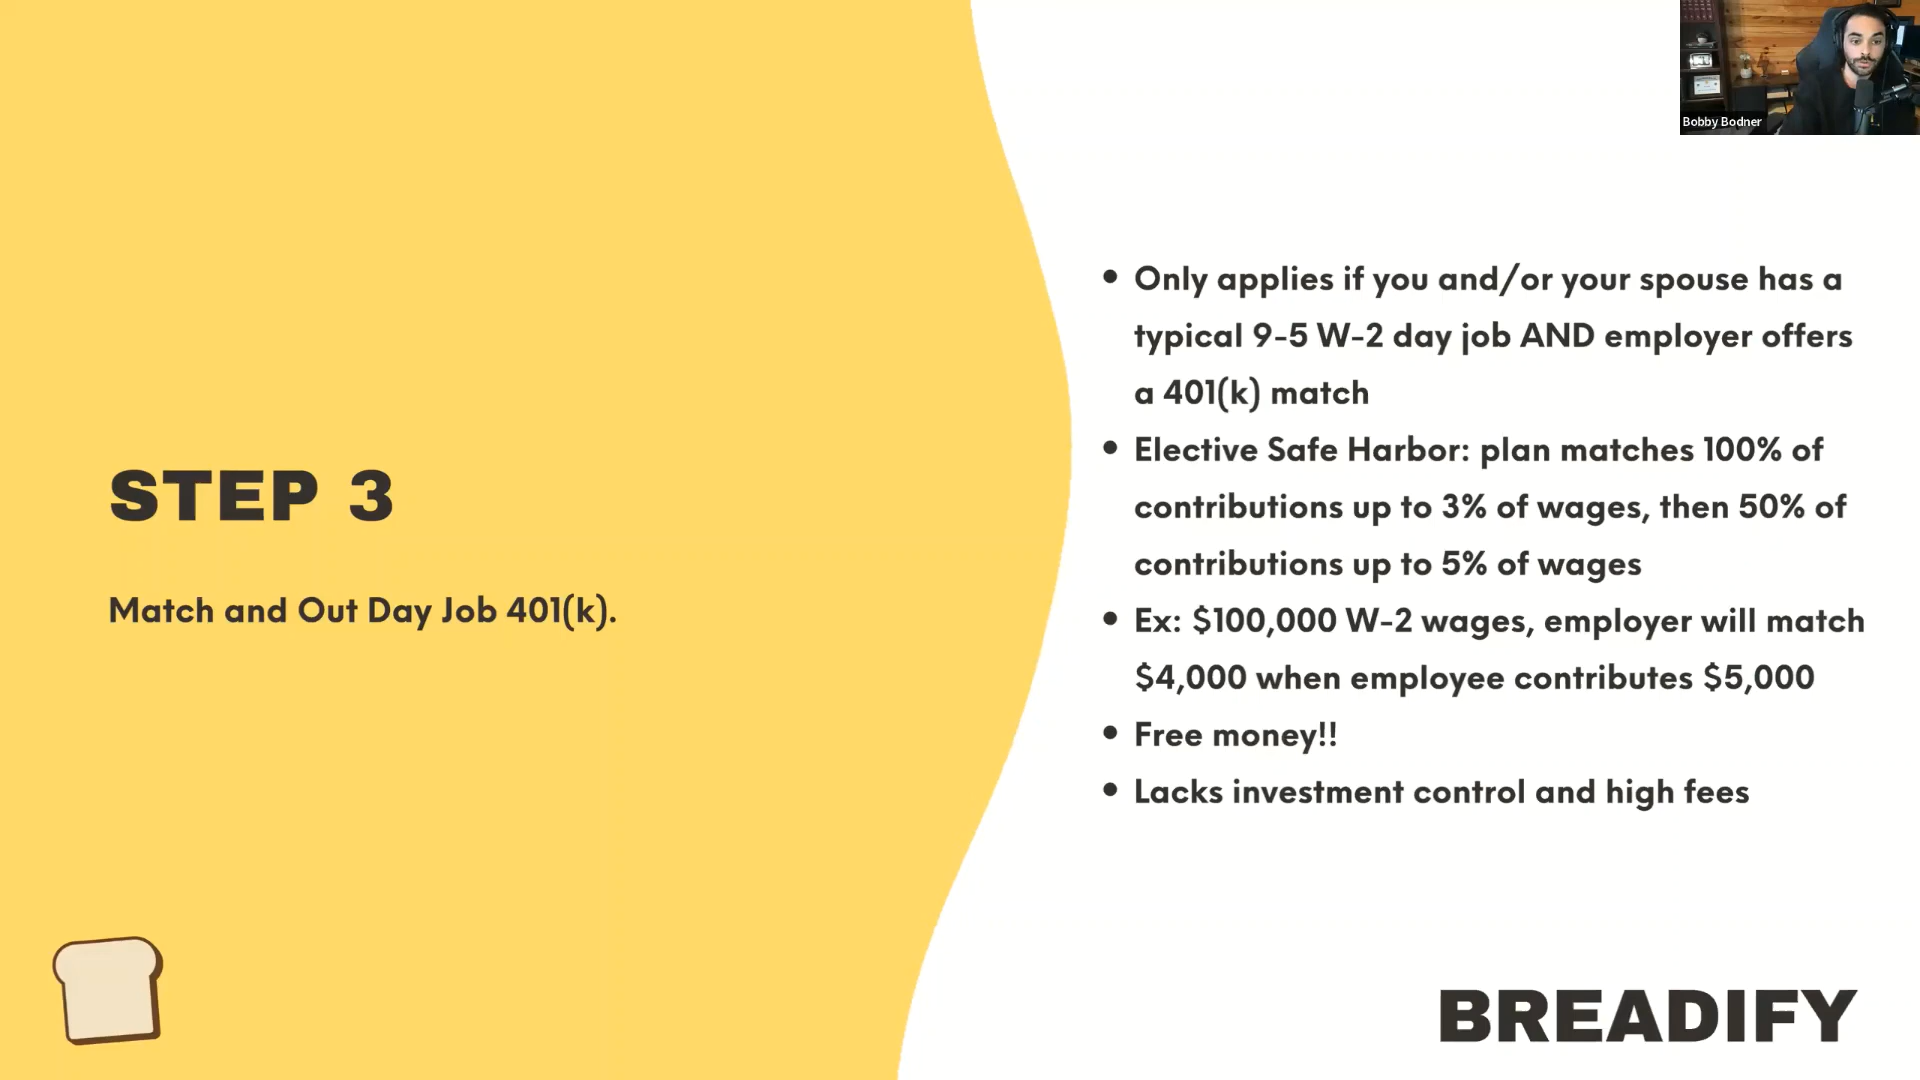 Bobby Bodner
STEP 3
Match and Out Day Job 401(k).
• Only applies if you and/or your spouse has a
typical 9-5 W-2 day job AND employer offers
a 401(k) match
• Elective Safe Harbor: plan matches 100% of
contributions up to 3% of wages, then 50% of
contributions up to 5% of wages
• Ex: $100,000 W-2 wages, employer will match
$4,000 when employee contributes $5,000
• Free money!!
• Lacks investment control and high fees
BREADIFY